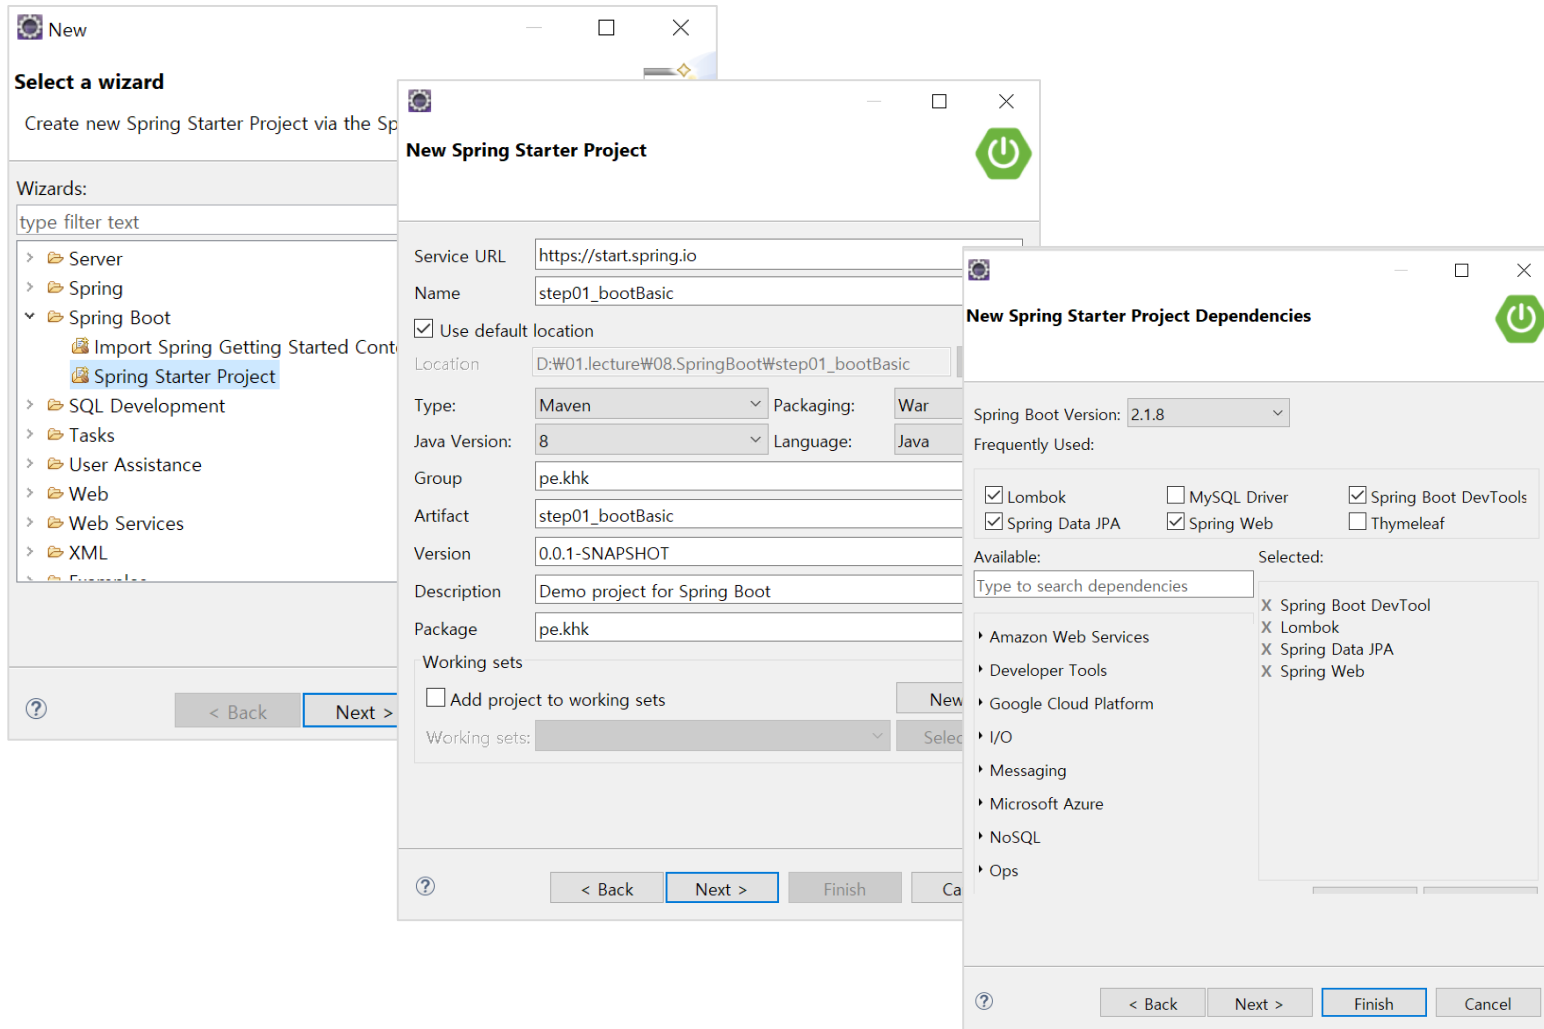 New
Select a wizard
Create new Spring Starter Project via the Sp
Wizards:
type filter text
Server
Spring
Spring Boot
Import Spring Getting Started Conte
Spring Starter Project
SQL Development
Tasks
User Assistance
Web
Web Services
XML
Examples
? < Back Next >
New Spring Starter Project
Service URL https://start.spring.io
Name step01_bootBasic
Use default location
Location D:₩01.lecture₩08.SpringBoot₩step01_bootBasic
Type: Maven Packaging: War
Java Version: 8 Language: Java
Group pe.khk
Artifact step01_bootBasic
Version 0.0.1-SNAPSHOT
Description Demo project for Spring Boot
Package pe.khk
Working sets
Add project to working sets New
Working sets: Selec
? < Back Next > Finish Ca
New Spring Starter Project Dependencies
Spring Boot Version: 2.1.8
Frequently Used:
Lombok MySQL Driver Spring Boot DevTools
Spring Data JPA Spring Web Thymeleaf
Available: Selected:
Type to search dependencies
X Spring Boot DevTool
X Lombok
X Spring Data JPA
X Spring Web
Amazon Web Services
Developer Tools
Google Cloud Platform
I/O
Messaging
Microsoft Azure
NoSQL
Ops
? < Back Next > Finish Cancel